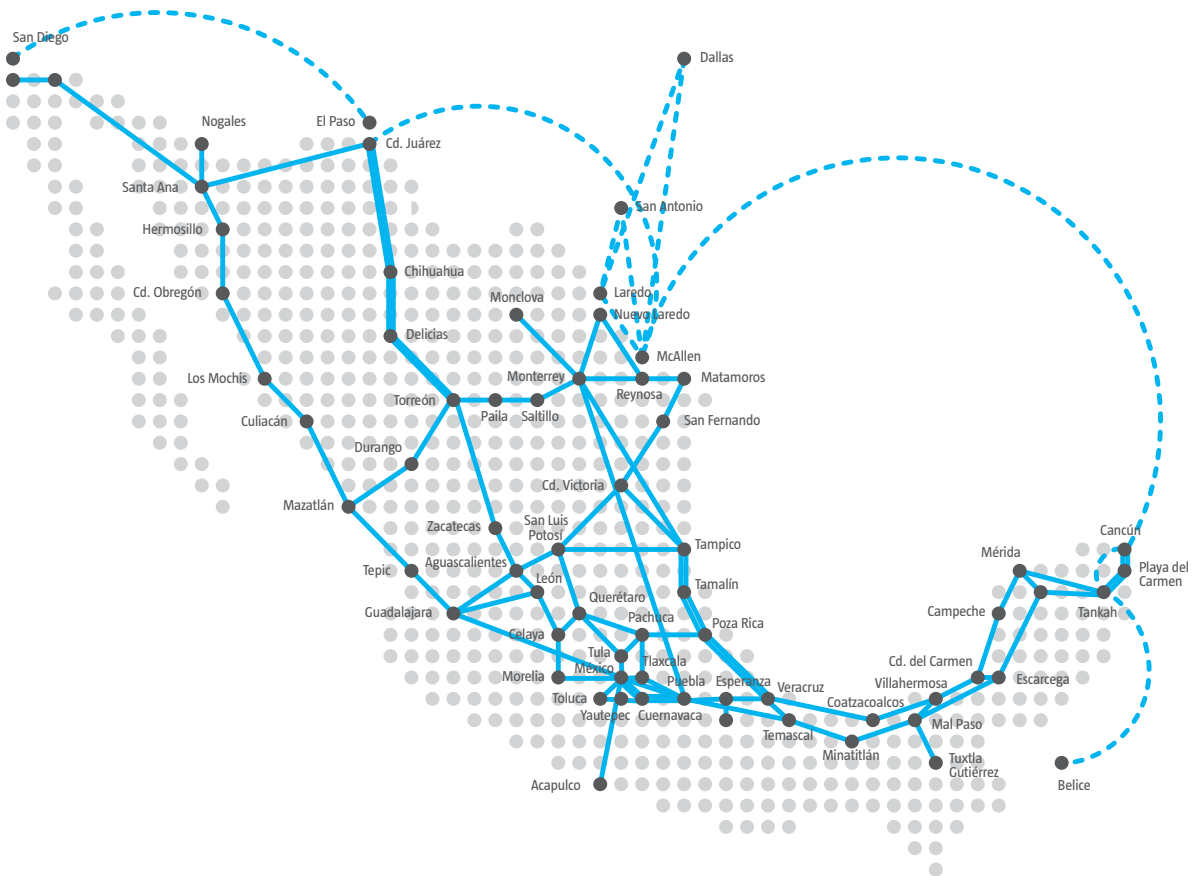 San Diego
Dallas
Nogales
El Paso
Cd. Juárez
Santa Ana
San Antonio
Hermosillo
Chihuahua
Cd. Obregón
Monclova
Laredo
Nuevo Laredo
Delicias
McAllen
Los Mochis
Monterrey
Matamoros
Reynosa
Torreón
Paila
Saltillo
Culiacán
San Fernando
Durango
Cd. Victoria
Mazatlán
Zacatecas
San Luis
Potosí
Tampico
Cancún
Mérida
Tepic
Aguascalientes
León
Tamalín
Playa del
Carmen
Guadalajara
Querétaro
Campeche
Tankah
Celaya
Pachuca
Poza Rica
Tula
México
Tlaxcala
Cd. del Carmen
Morelia
Puebla
Esperanza
Veracruz
Villahermosa
Escarcega
Toluca
Yautepec
Cuernavaca
Coatzacoalcos
Mal Paso
Temascal
Minatitlán
Tuxtla
Gutiérrez
Acapulco
Belice